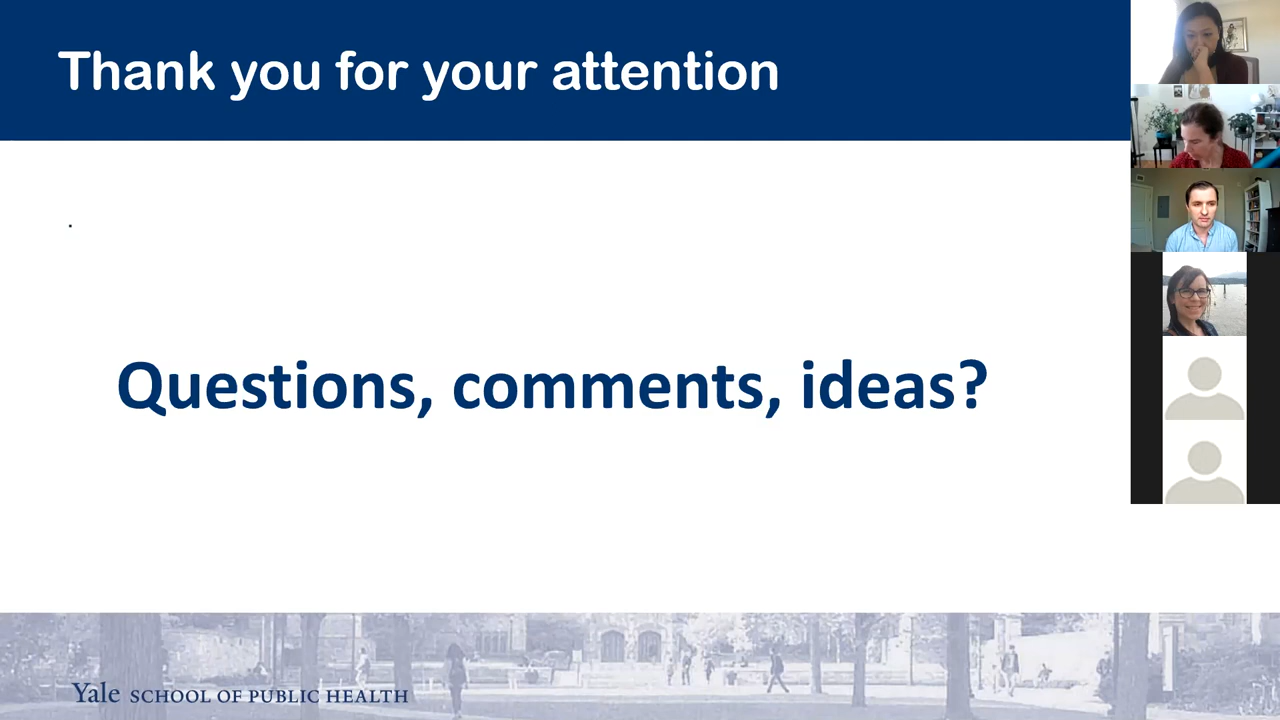 Thank you for your attention
.
Questions, comments, ideas?
Yale SCHOOL OF PUBLIC HEALTH